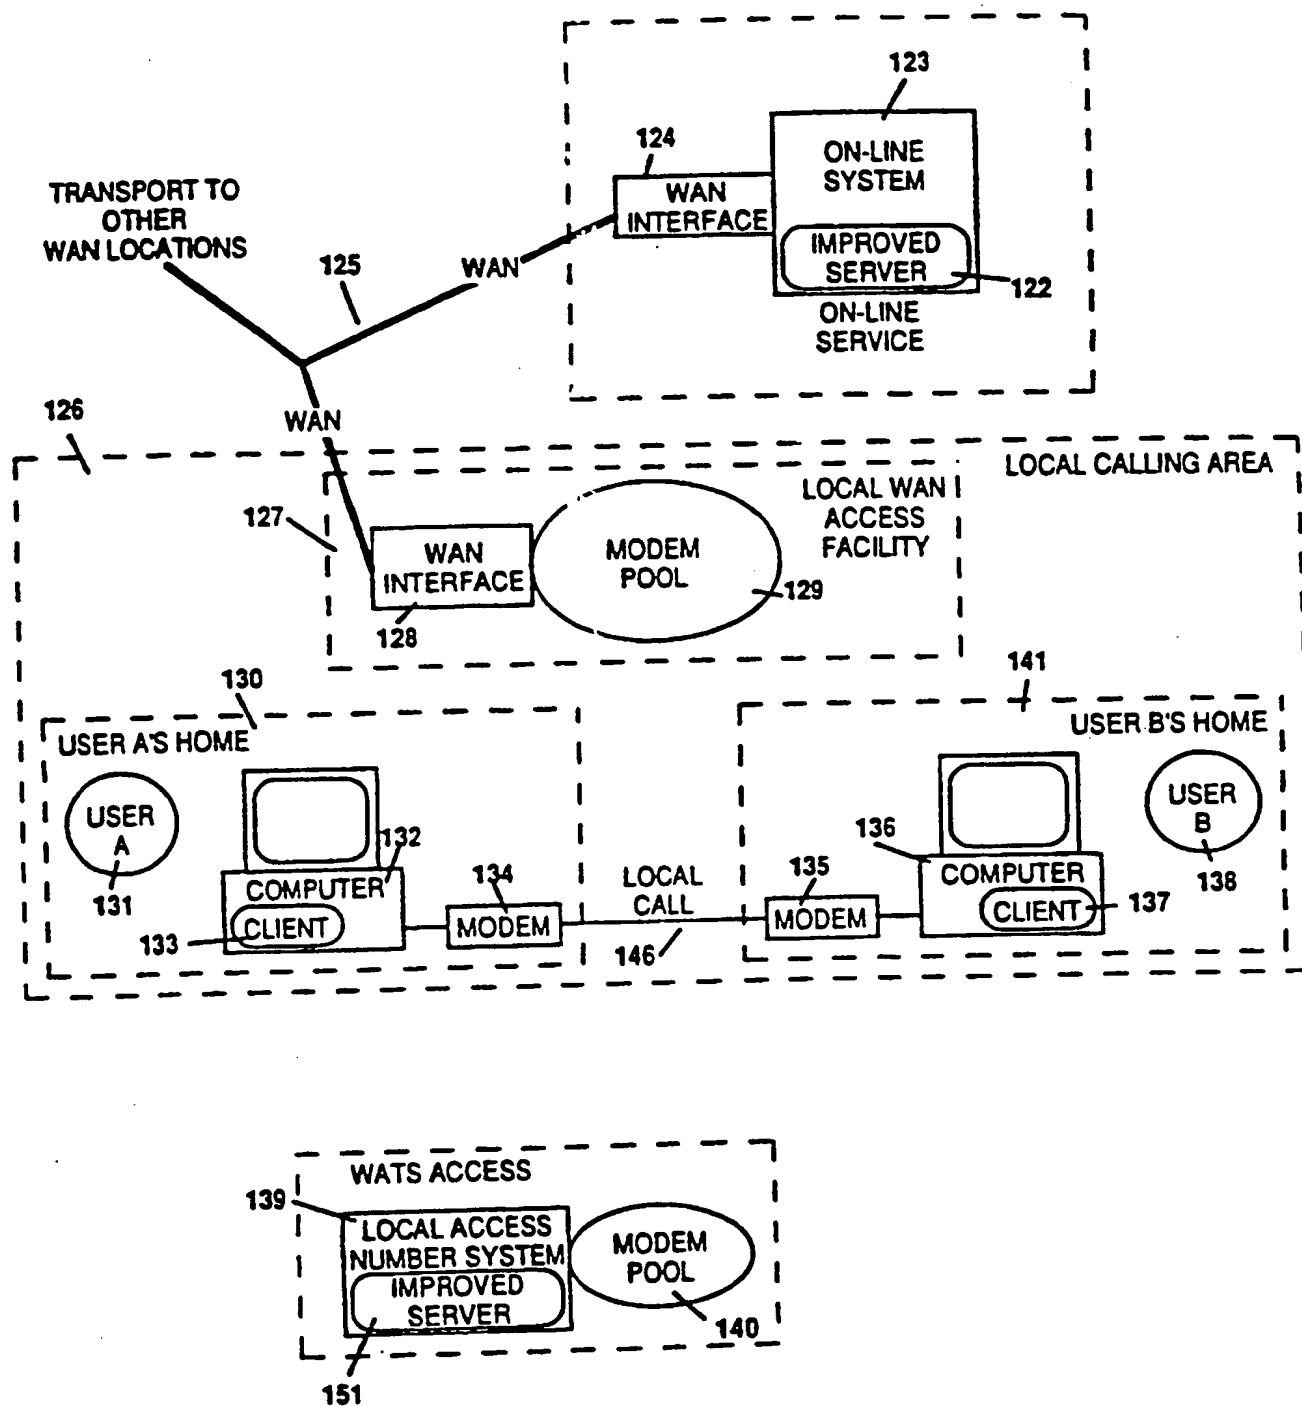 123
124
ON-LINE
SYSTEM
WAN
INTERFACE
TRANSPORT TO
OTHER
WAN LOCATIONS
125
WAN
IMPROVED
SERVER
122
ON-LINE
SERVICE
126
WAN
LOCAL CALLING AREA
127
LOCAL WAN
ACCESS
FACILITY
WAN
INTERFACE
MODEM
POOL
129
128
130
141
USER A'S HOME
USER B'S HOME
USER
A
131
132
COMPUTER
CLIENT
133
134
MODEM
LOCAL
CALL
146
135
MODEM
136
COMPUTER
CLIENT
137
USER
B
138
WATS ACCESS
139
LOCAL ACCESS
NUMBER SYSTEM
IMPROVED
SERVER
MODEM
POOL
140
151